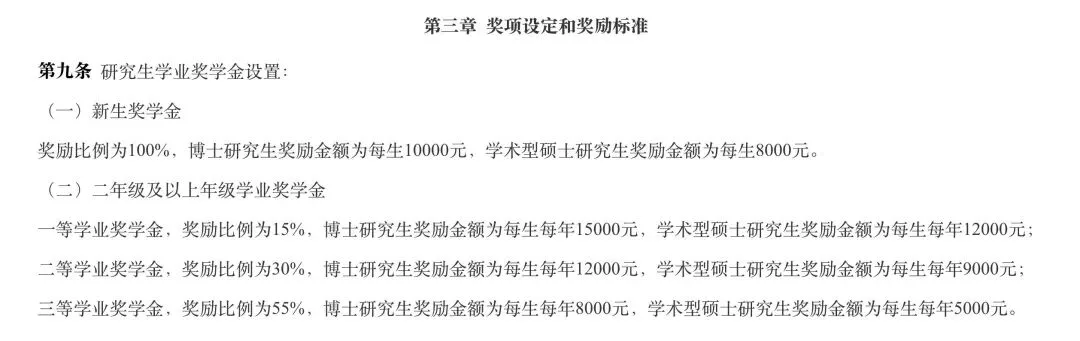 第三章 奖项设定和奖励标准
第九条 研究生学业奖学金设置：
（一）新生奖学金
奖励比例为100%，博士研究生奖励金额为每生10000元，学术型硕士研究生奖励金额为每生8000元。
（二）二年级及以上年级学业奖学金
一等学业奖学金，奖励比例为15%，博士研究生奖励金额为每生每年15000元，学术型硕士研究生奖励金额为每生每年12000元；
二等学业奖学金，奖励比例为30%，博士研究生奖励金额为每生每年12000元，学术型硕士研究生奖励金额为每生每年9000元；
三等学业奖学金，奖励比例为55%，博士研究生奖励金额为每生每年8000元，学术型硕士研究生奖励金额为每生每年5000元。